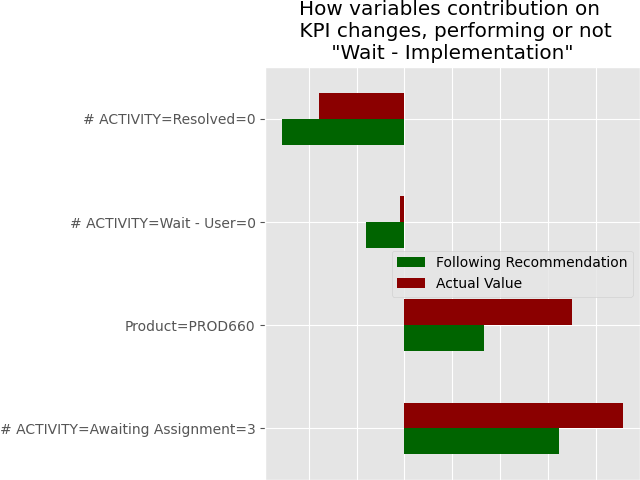 How variables contribution on
KPI changes, performing or not
"Wait - Implementation"
# ACTIVITY=Resolved=0
# ACTIVITY=Wait - User=0
Following Recommendation
Actual Value
Product=PROD660
# ACTIVITY=Awaiting Assignment=3